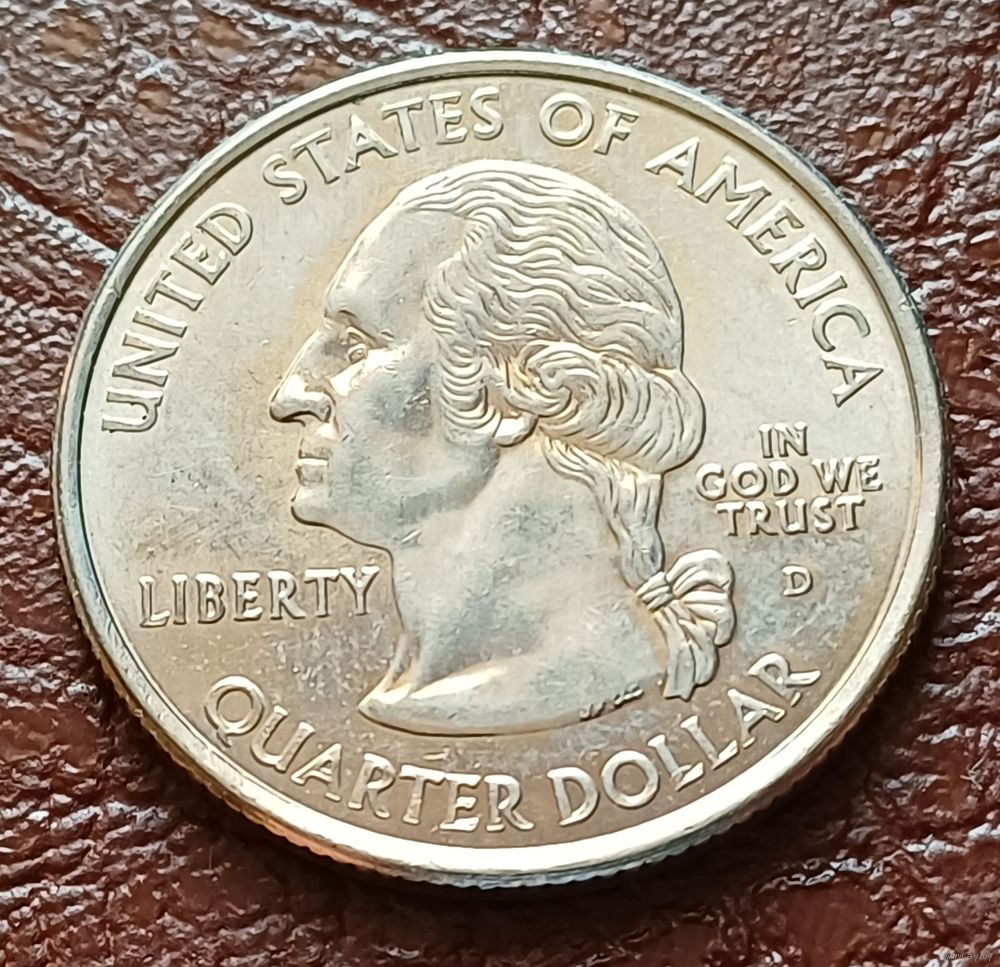 UNITED STATES OF AMERICA
IN
GOD WE
TRUST
LIBERTY
D
QUARTER DOLLAR